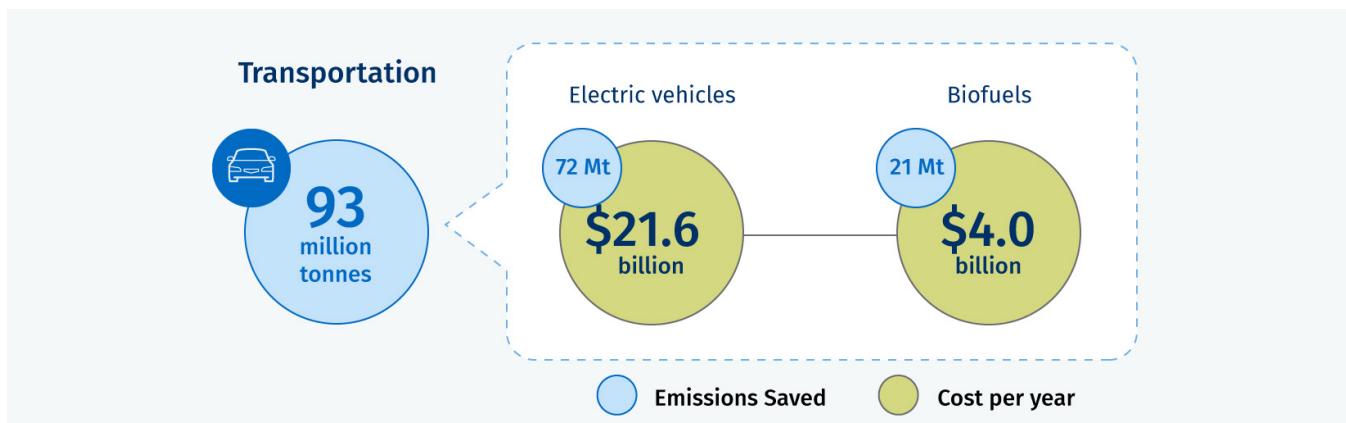 Transportation
93
million
tonnes
Electric vehicles
72 Mt
$21.6
billion
Biofuels
21 Mt
$4.0
billion
Emissions Saved
Cost per year